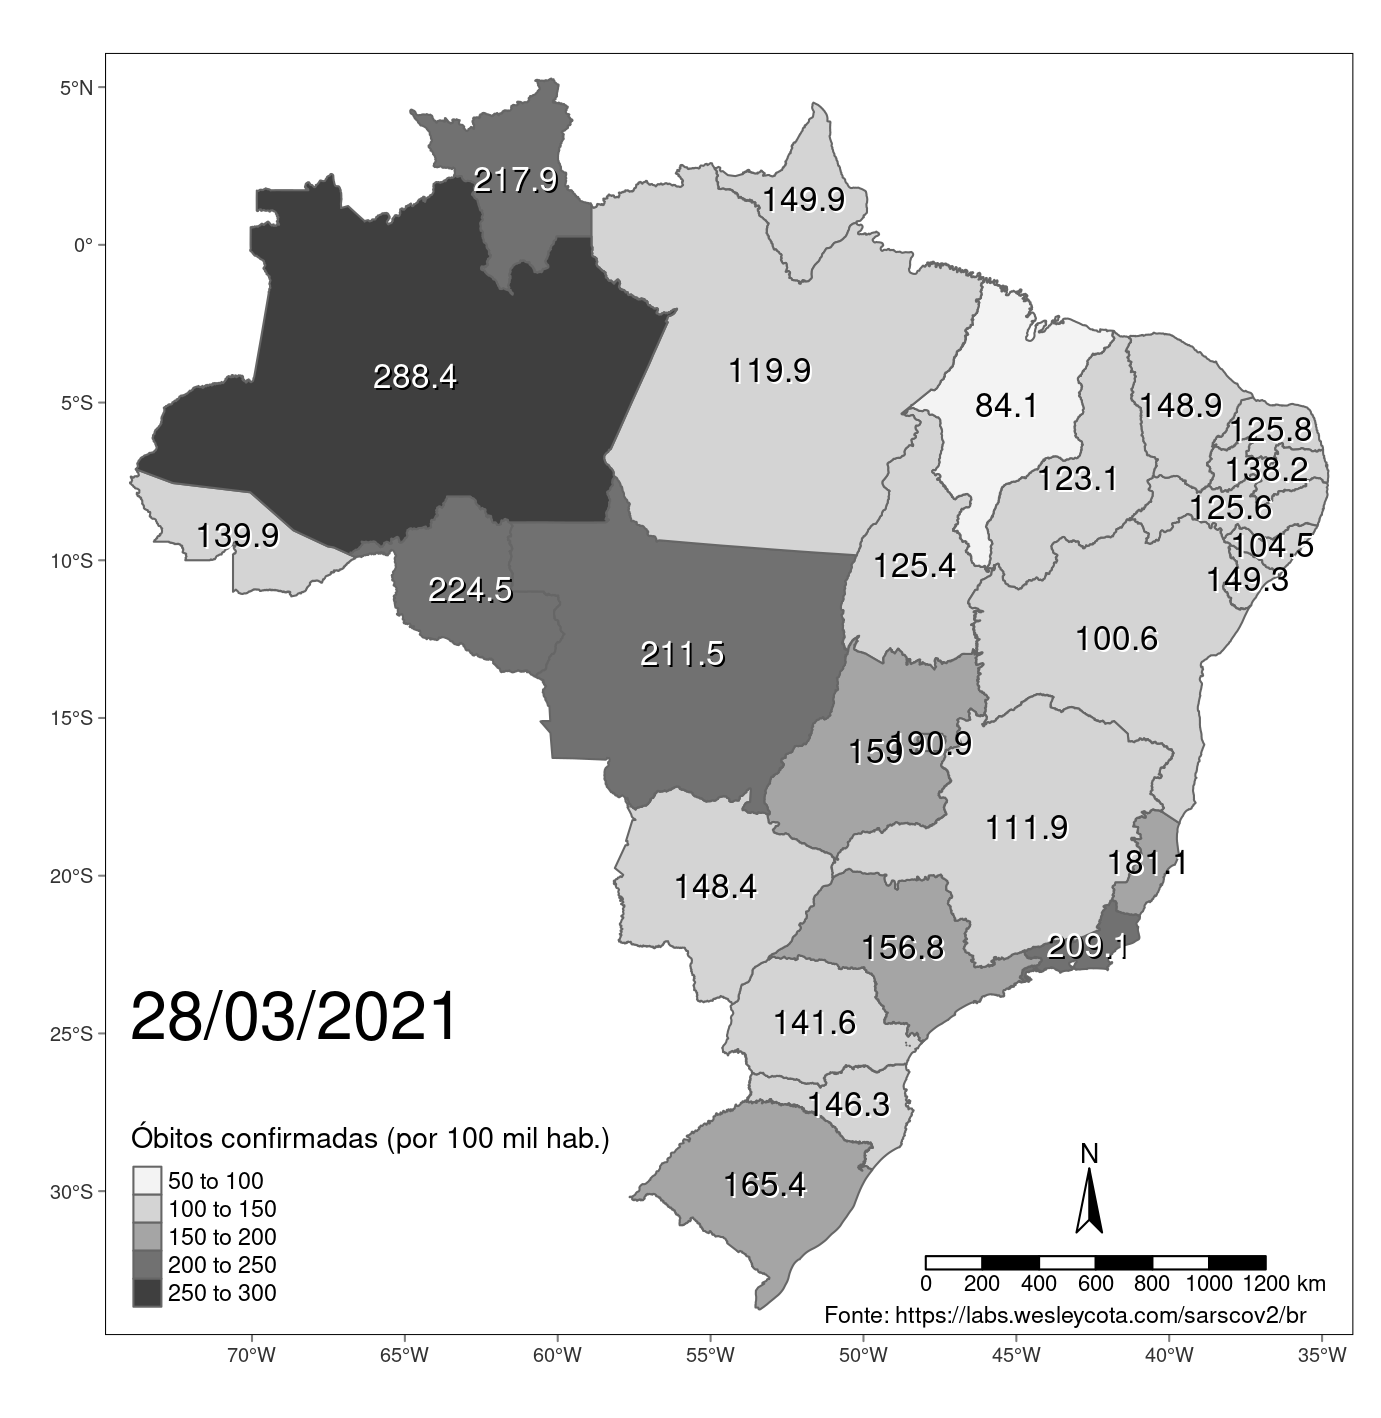 5°N
217.9
149.9
0°
288.4
119.9
5°S
84.1
148.9
125.8
138.2
123.1
125.6
139.9
104.5
10°S
125.4
149.3
224.5
211.5
100.6
15°S
159
190.9
111.9
181.1
20°S
148.4
156.8
209.1
28/03/2021
141.6
25°S
146.3
Óbitos confirmadas (por 100 mil hab.)
N
50 to 100
165.4
30°S
100 to 150
150 to 200
200 to 250
250 to 300
0 200 400 600 800 1000 1200 km
Fonte: https://labs.wesleycota.com/sarscov2/br
70°W 65°W 60°W 55°W 50°W 45°W 40°W 35°W